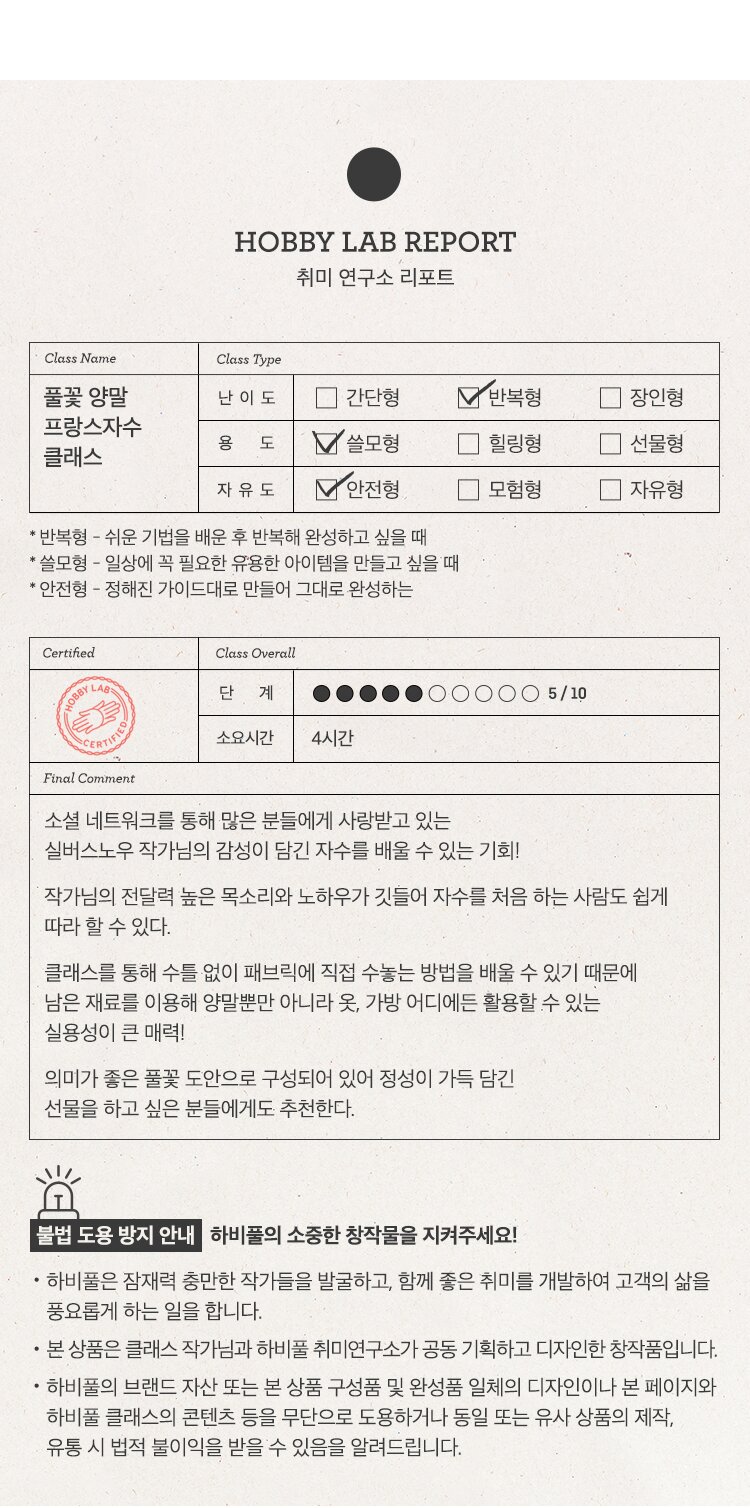 HOBBY LAB REPORT
취미 연구소 리포트
Class Name
Class Type
풀꽃 양말
프랑스자수
클래스
난이도 간단형 반복형 장인형
용도 쓸모형 힐링형 선물형
자유도 안전형 모험형 자유형
* 반복형 - 쉬운 기법을 배운 후 반복해 완성하고 싶을 때
* 쓸모형 - 일상에 꼭 필요한 유용한 아이템을 만들고 싶을 때
* 안전형 - 정해진 가이드대로 만들어 그대로 완성하는
Certified
Class Overall
HOBBY LAB
CERTIFIED
단계 5 / 10
소요시간 4시간
Final Comment
소셜 네트워크를 통해 많은 분들에게 사랑받고 있는
실버스노우 작가님의 감성이 담긴 자수를 배울 수 있는 기회!
작가님의 전달력 높은 목소리와 노하우가 깃들어 자수를 처음 하는 사람도 쉽게
따라 할 수 있다.
클래스를 통해 수틀 없이 패브릭에 직접 수놓는 방법을 배울 수 있기 때문에
남은 재료를 이용해 양말뿐만 아니라 옷, 가방 어디에든 활용할 수 있는
실용성이 큰 매력!
의미가 좋은 풀꽃 도안으로 구성되어 있어 정성이 가득 담긴
선물을 하고 싶은 분들에게도 추천한다.
불법 도용 방지 안내 하비풀의 소중한 창작물을 지켜주세요!
• 하비풀은 잠재력 충만한 작가들을 발굴하고, 함께 좋은 취미를 개발하여 고객의 삶을
풍요롭게 하는 일을 합니다.
• 본 상품은 클래스 작가님과 하비풀 취미연구소가 공동 기획하고 디자인한 창작품입니다.
• 하비풀의 브랜드 자산 또는 본 상품 구성품 및 완성품 일체의 디자인이나 본 페이지와
하비풀 클래스의 콘텐츠 등을 무단으로 도용하거나 동일 또는 유사 상품의 제작,
유통 시 법적 불이익을 받을 수 있음을 알려드립니다.